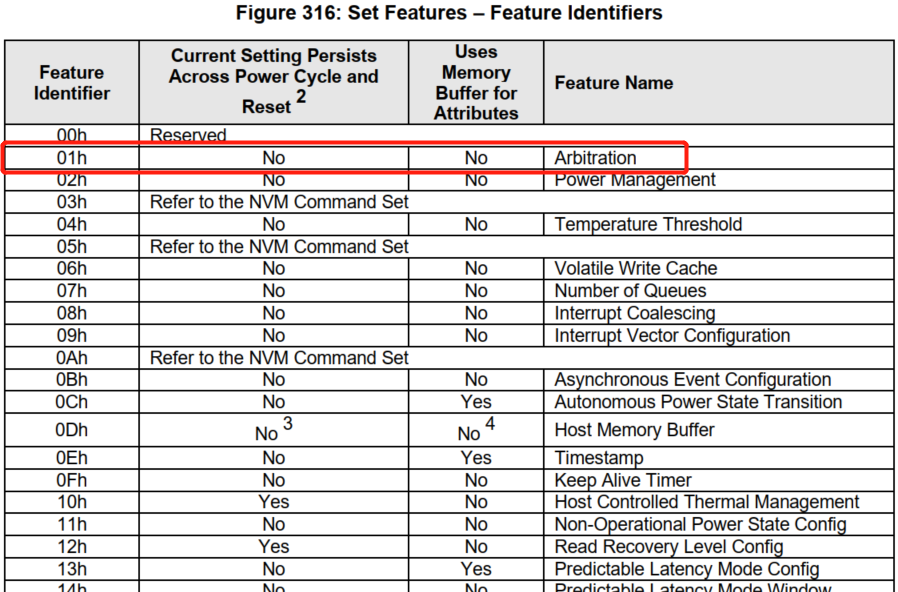 Figure 316: Set Features – Feature Identifiers
Feature Identifier | Current Setting Persists Across Power Cycle and Reset 2 | Uses Memory Buffer for Attributes | Feature Name
00h Reserved
01h No No Arbitration
02h No No Power Management
03h Refer to the NVM Command Set
04h No No Temperature Threshold
05h Refer to the NVM Command Set
06h No No Volatile Write Cache
07h No No Number of Queues
08h No No Interrupt Coalescing
09h No No Interrupt Vector Configuration
0Ah Refer to the NVM Command Set
0Bh No No Asynchronous Event Configuration
0Ch No Yes Autonomous Power State Transition
0Dh No 3 No 4 Host Memory Buffer
0Eh No Yes Timestamp
0Fh No No Keep Alive Timer
10h Yes No Host Controlled Thermal Management
11h No No Non-Operational Power State Config
12h Yes No Read Recovery Level Config
13h No Yes Predictable Latency Mode Config
14h No No Predictable Latency Mode Window